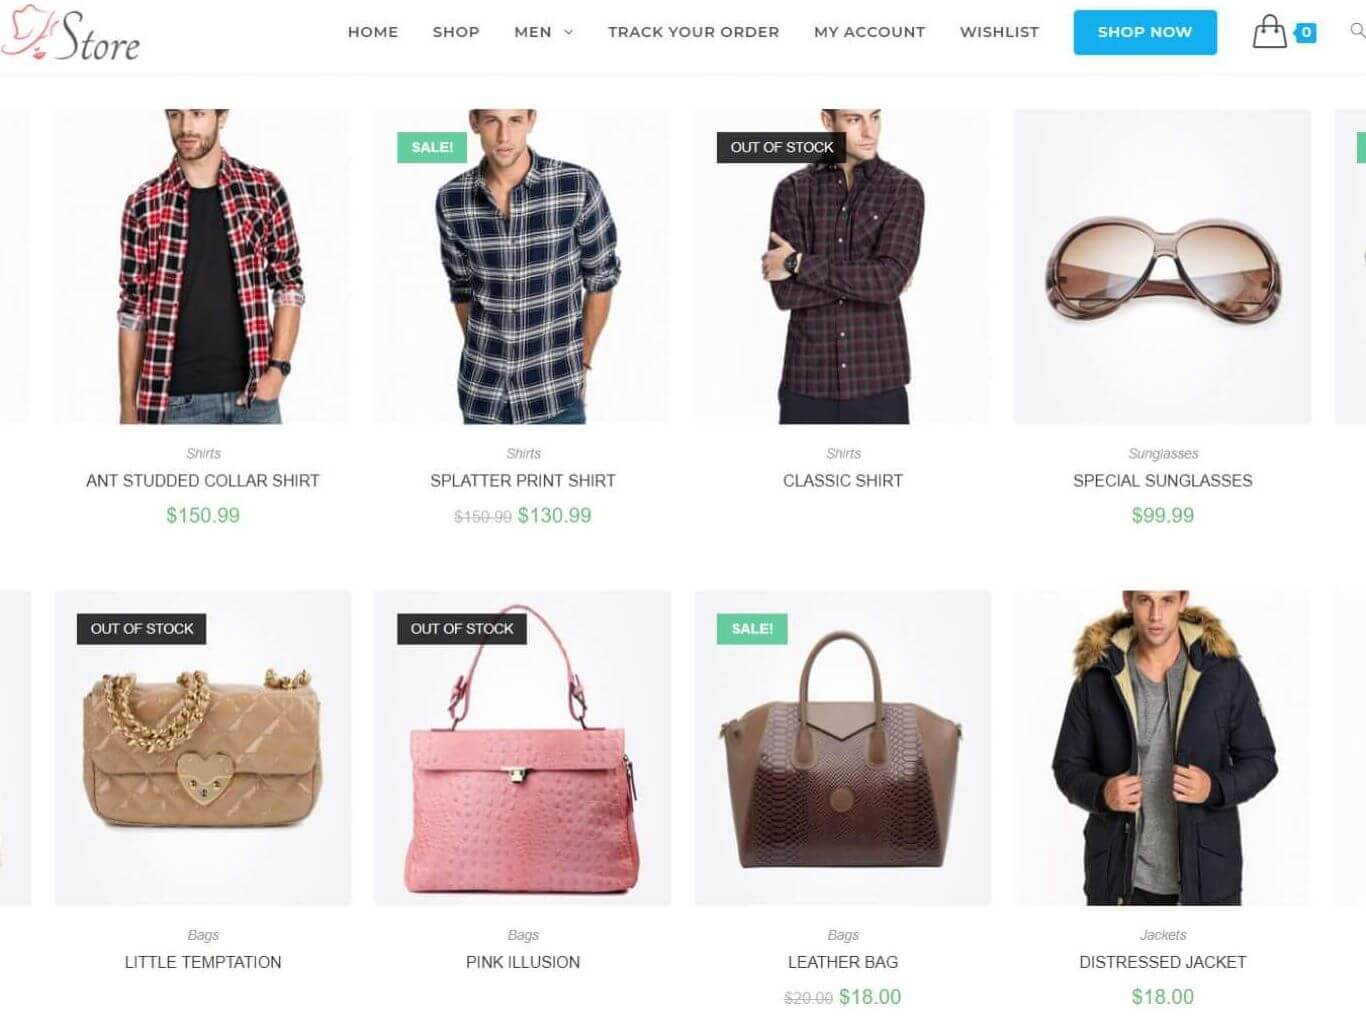 Store
HOME SHOP MEN TRACK YOUR ORDER MY ACCOUNT WISHLIST SHOP NOW 0
SALE!
OUT OF STOCK
Shirts
ANT STUDDED COLLAR SHIRT
$150.99
Shirts
SPLATTER PRINT SHIRT
$150.99 $130.99
Shirts
CLASSIC SHIRT
Sunglasses
SPECIAL SUNGLASSES
$99.99
OUT OF STOCK
OUT OF STOCK
SALE!
Bags
LITTLE TEMPTATION
Bags
PINK ILLUSION
Bags
LEATHER BAG
$20.00 $18.00
Jackets
DISTRESSED JACKET
$18.00